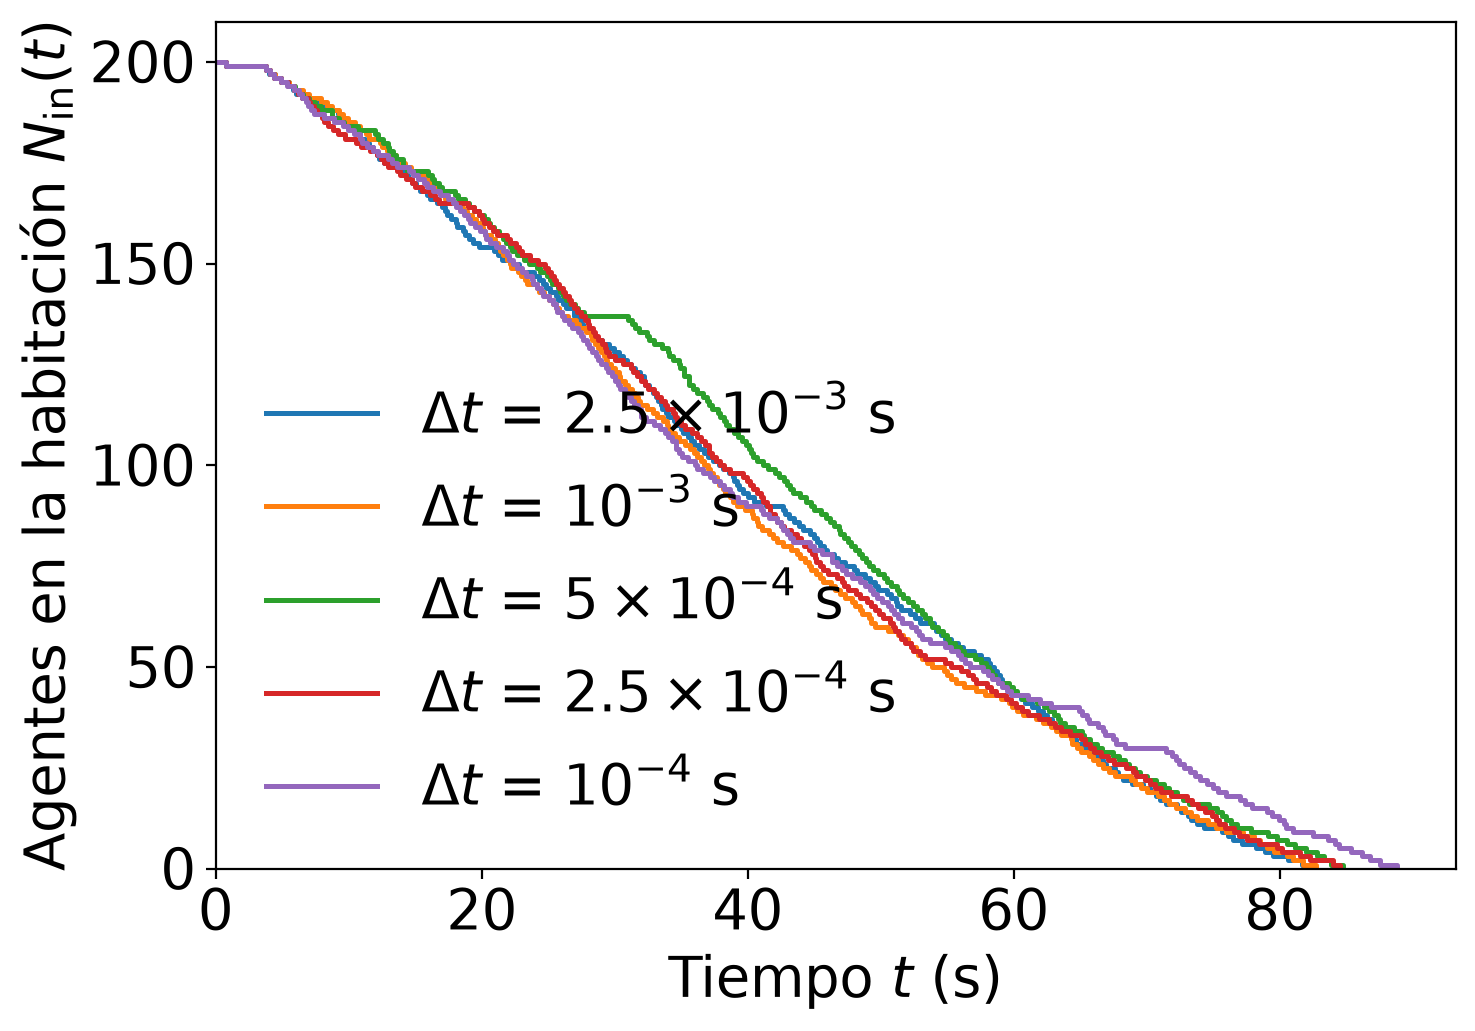 Agentes en la habitación N_in(t)
200
150
100
50
0
Δt = 2.5 × 10⁻³ s
Δt = 10⁻³ s
Δt = 5 × 10⁻⁴ s
Δt = 2.5 × 10⁻⁴ s
Δt = 10⁻⁴ s
0 20 40 60 80
Tiempo t (s)